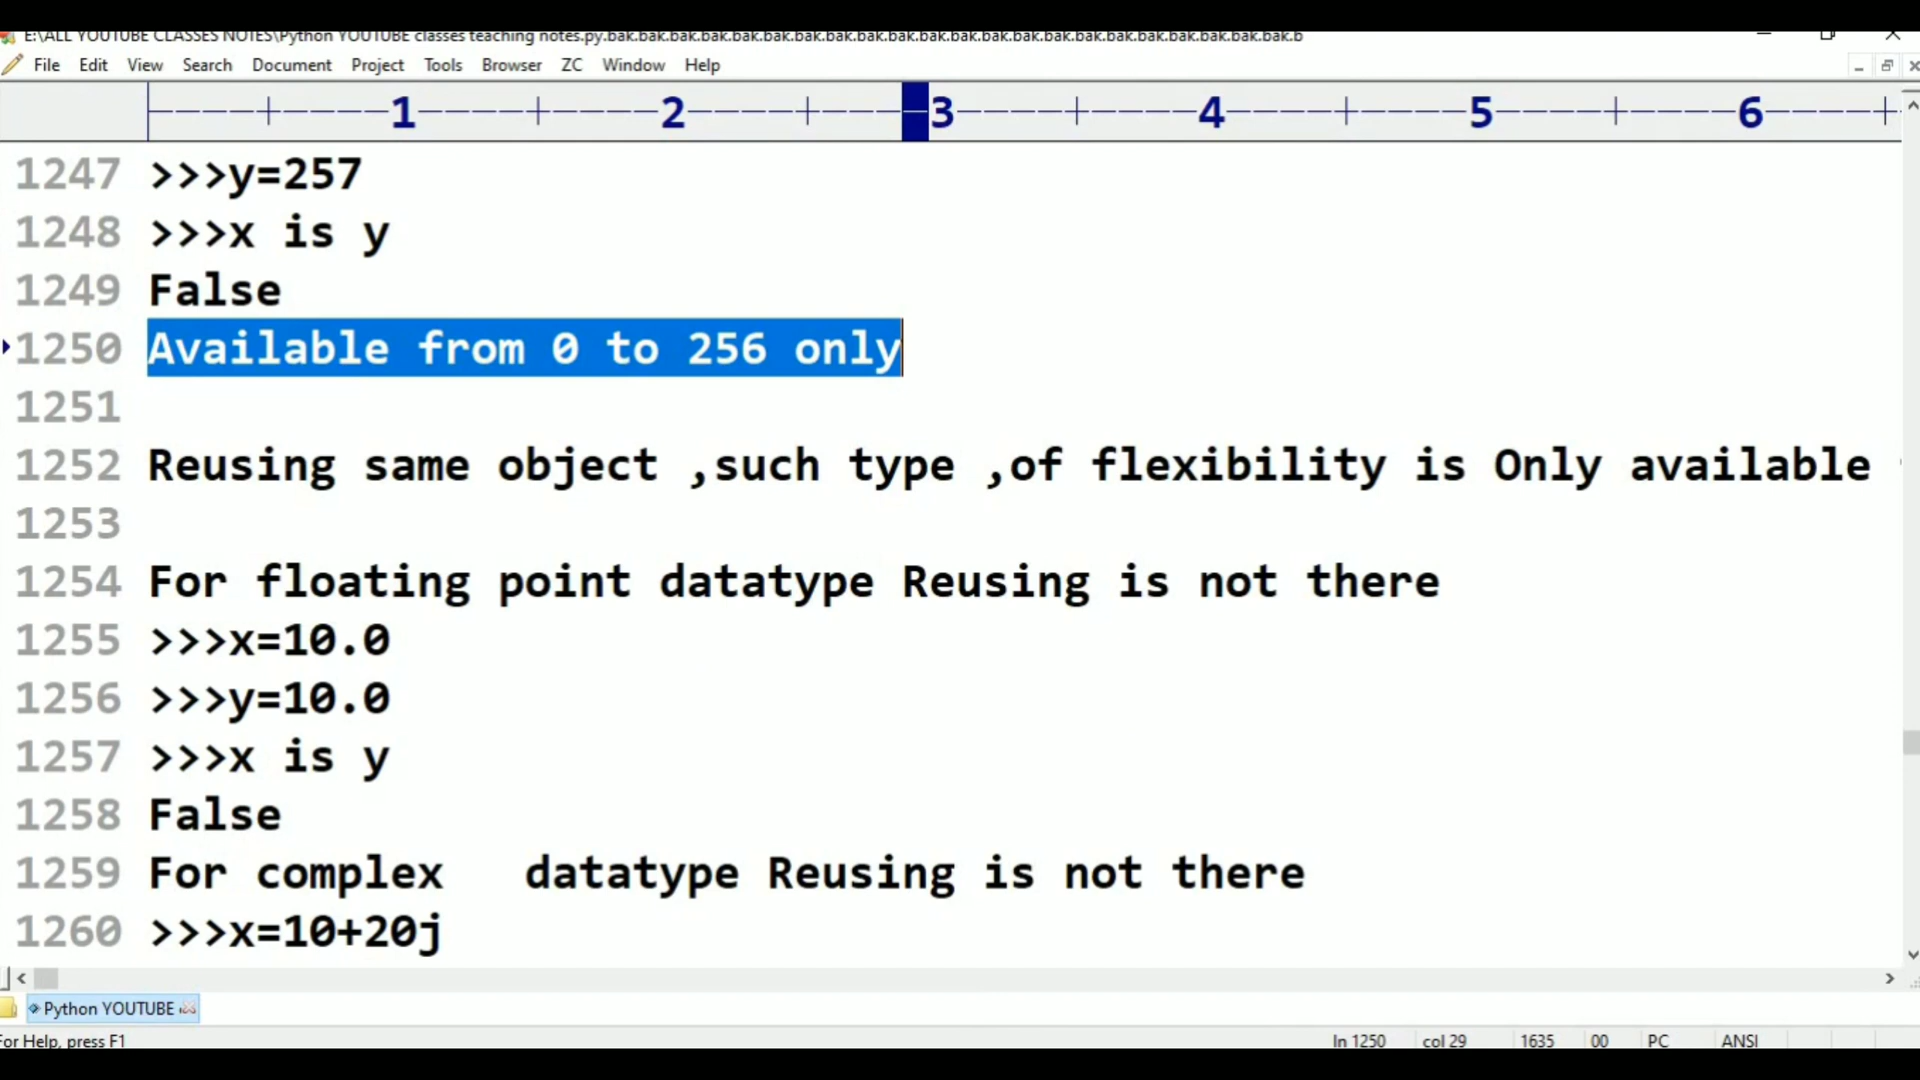 E:\ALL YOUTUBE CLASSES NOTES\Python YOUTUBE classes teaching notes.py.bak.bak.bak.bak.bak.bak.bak.bak.bak.bak.bak.bak.bak.bak.bak.bak.bak.bak.bak.bak.bak.bak.b
File Edit View Search Document Project Tools Browser ZC Window Help
1 2 3 4 5 6
1247 >>>y=257
1248 >>>x is y
1249 False
1250 Available from 0 to 256 only
1251
1252 Reusing same object ,such type ,of flexibility is Only available
1253
1254 For floating point datatype Reusing is not there
1255 >>>x=10.0
1256 >>>y=10.0
1257 >>>x is y
1258 False
1259 For complex   datatype Reusing is not there
1260 >>>x=10+20j
Python YOUTUBE
For Help, press F1 ln 1250 col 29 1635 00 PC ANSI